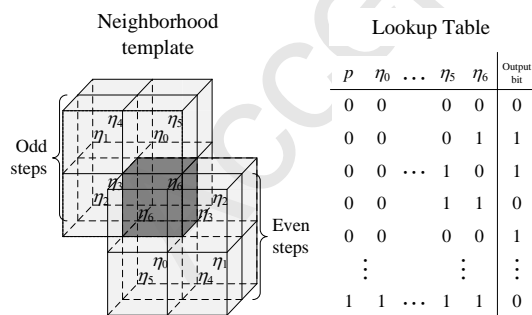 Neighborhood
template
Lookup Table
η4 η5
η1 η0
Odd
steps
η3 η6 η2
η2 η6 η3
η0 η1
η5 η4
Even
steps
p η0 … η5 η6 Output bit
0 0 0 0 0
0 0 0 1 1
0 0 … 1 0 1
0 0 1 1 0
0 0 0 0 1
⋮ ⋮ ⋮
1 1 … 1 1 0